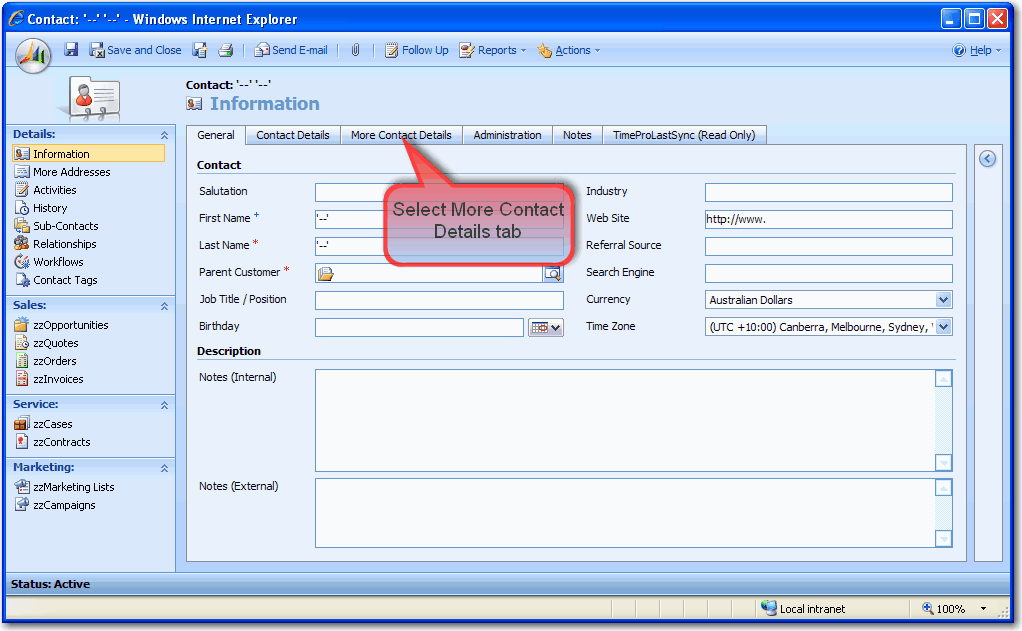 Contact: '--' '--' - Windows Internet Explorer
Save and Close Send E-mail Follow Up Reports Actions Help
Contact: '--' '--'
Information
Details:
Information
More Addresses
Activities
History
Sub-Contacts
Relationships
Workflows
Contact Tags
Sales:
zzOpportunities
zzQuotes
zzOrders
zzInvoices
Service:
zzCases
zzContracts
Marketing:
zzMarketing Lists
zzCampaigns
General Contact Details More Contact Details Administration Notes TimeProLastSync (Read Only)
Contact
Salutation
First Name + '--'
Last Name * '--'
Parent Customer *
Job Title / Position
Birthday
Industry
Web Site http://www.
Referral Source
Search Engine
Currency Australian Dollars
Time Zone (UTC +10:00) Canberra, Melbourne, Sydney, '
Select More Contact
Details tab
Description
Notes (Internal)
Notes (External)
Status: Active
Local intranet 100%